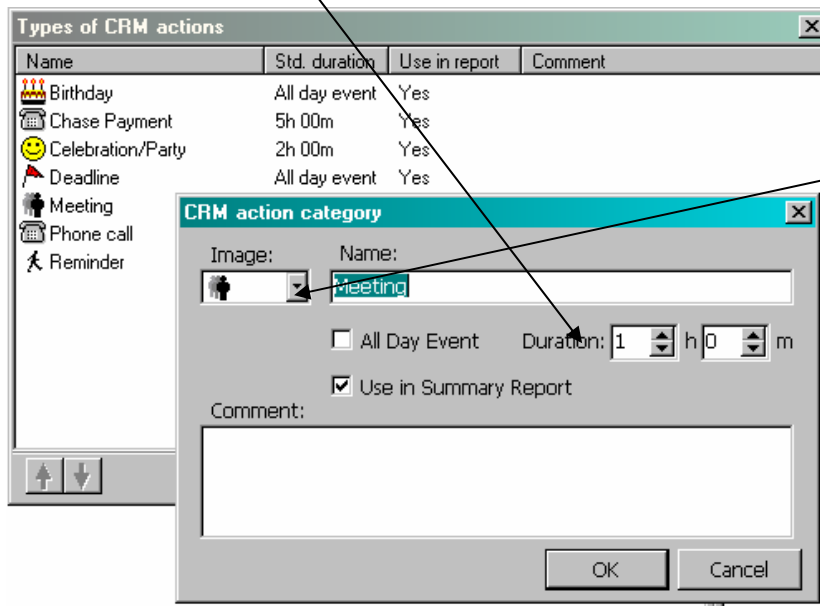 Types of CRM actions
Name Std. duration Use in report Comment
Birthday All day event Yes
Chase Payment 5h 00m Yes
Celebration/Party 2h 00m Yes
Deadline All day event Yes
Meeting
Phone call
Reminder
CRM action category
Image: Name:
Meeting
All Day Event Duration: 1 h 0 m
Use in Summary Report
Comment:
OK Cancel